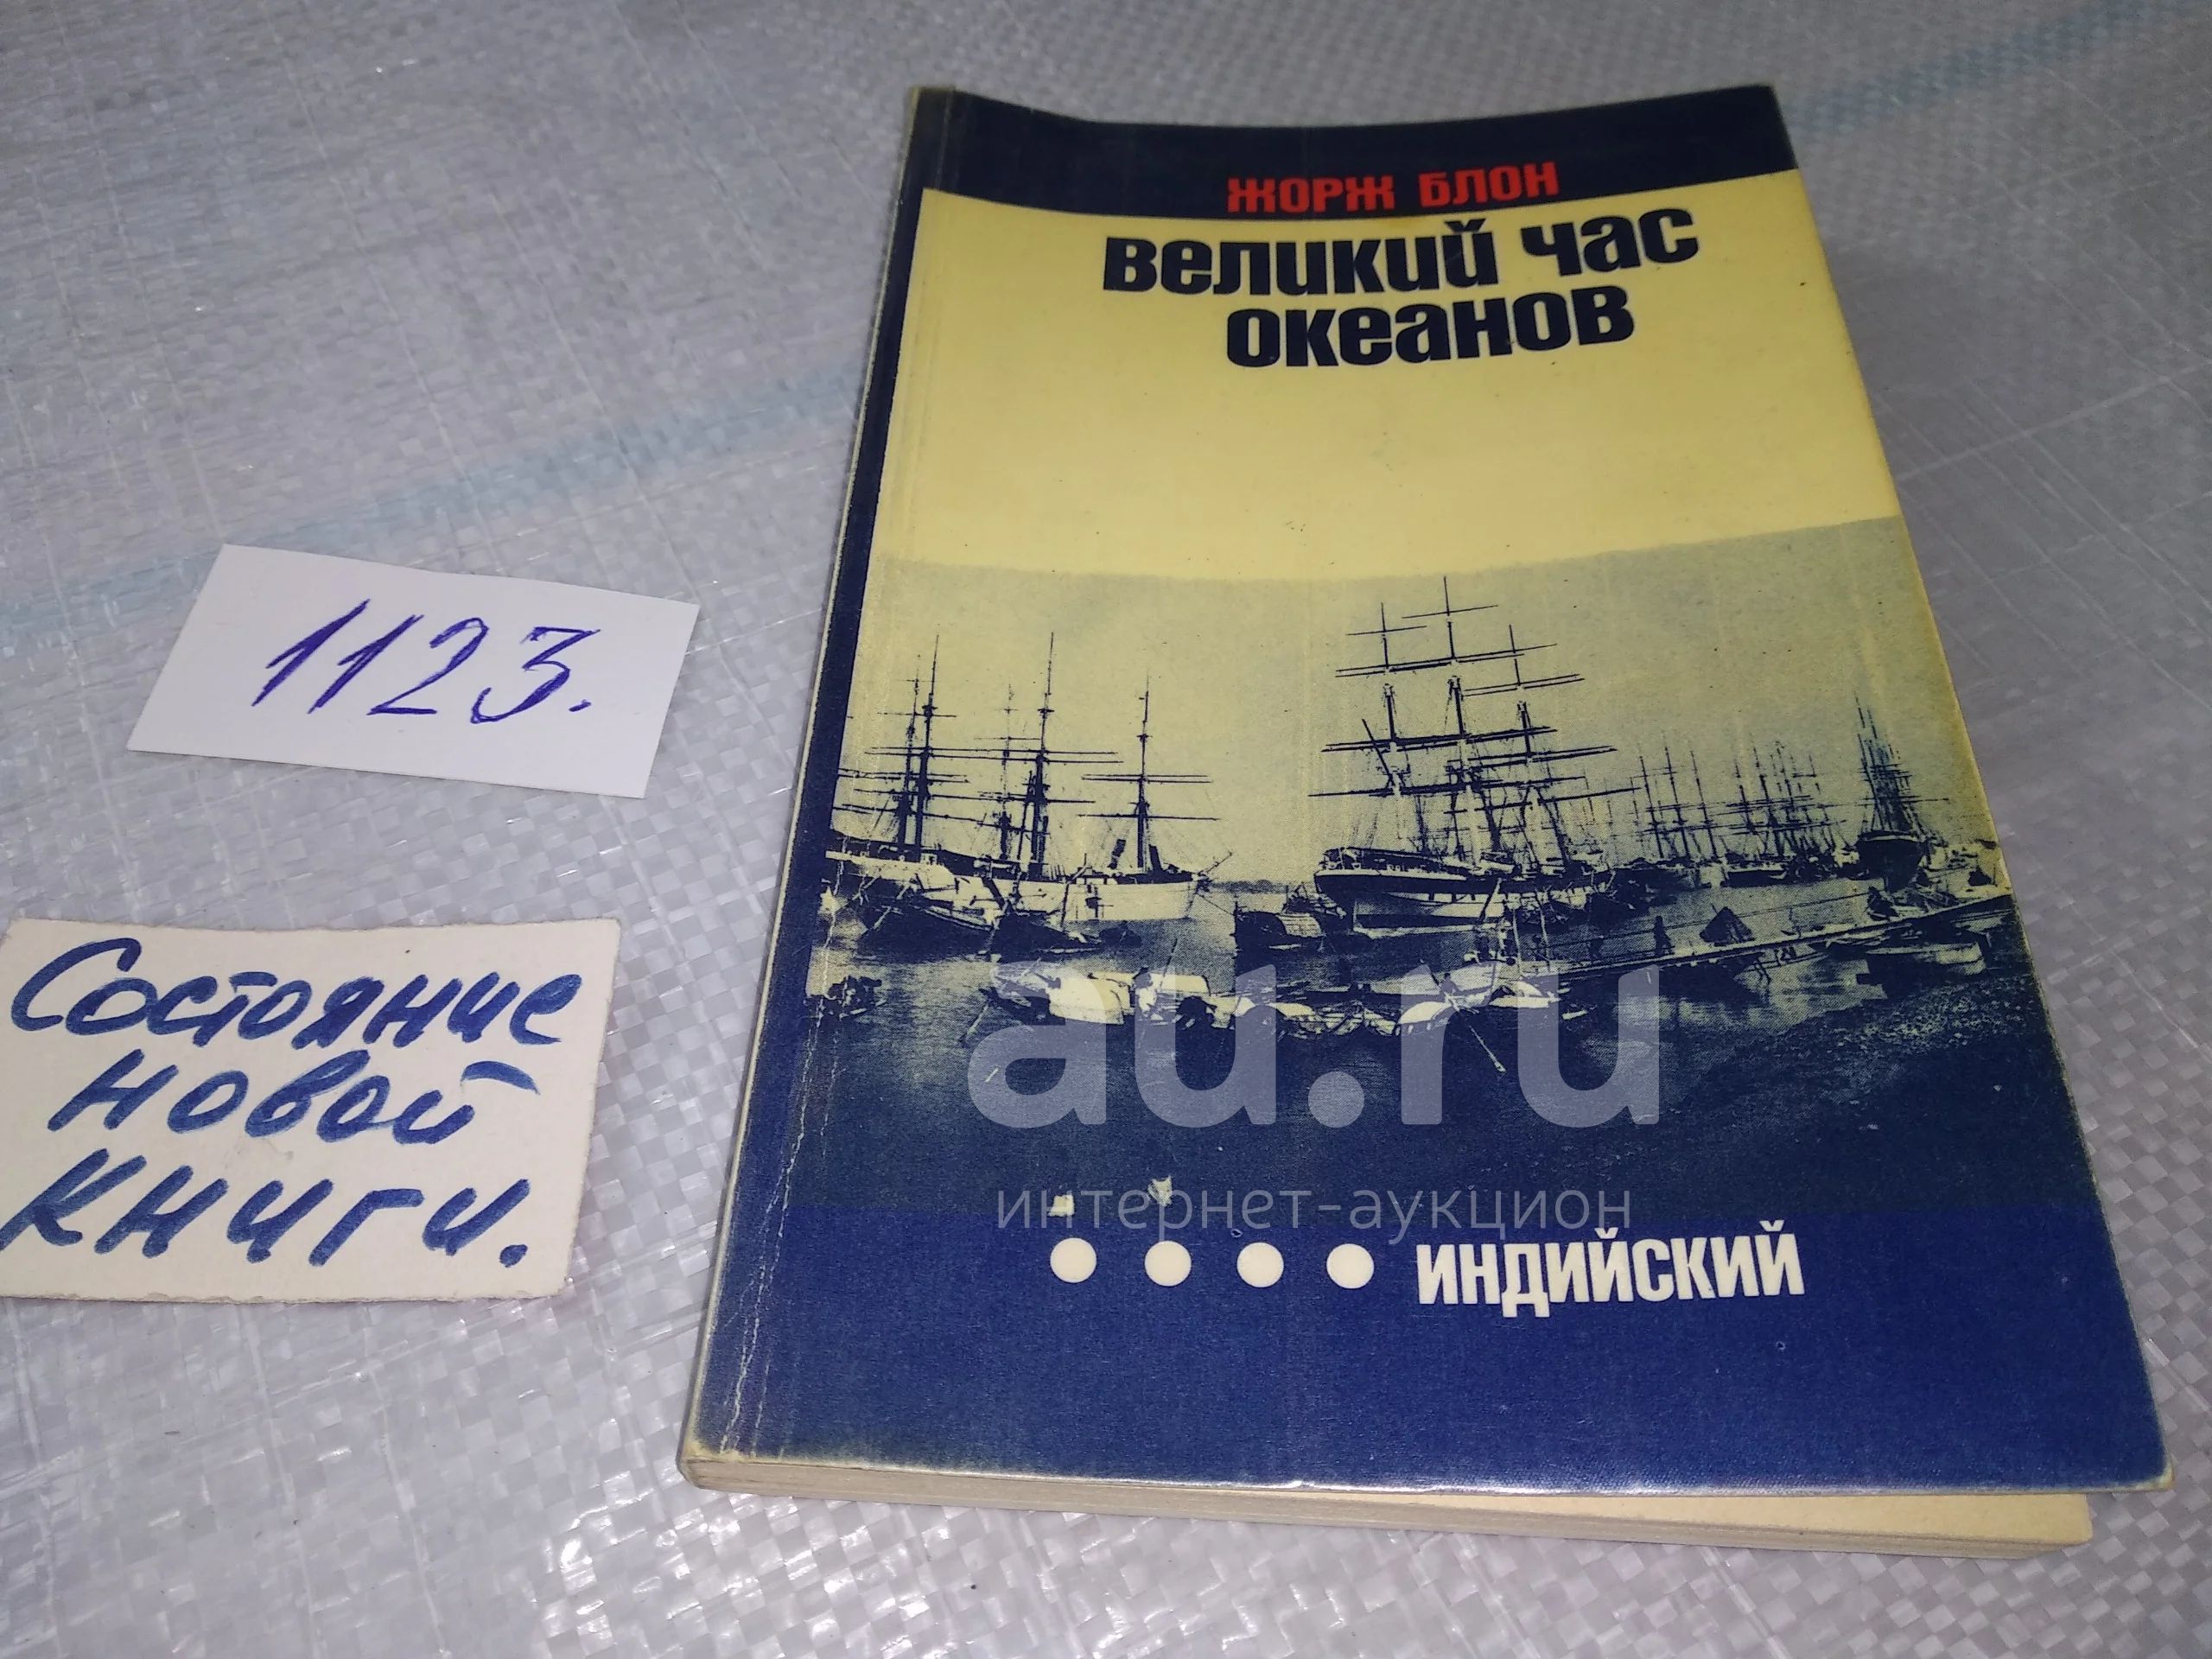 ЖОРЖ БЛОН
великий час
океанов
1123.
Состояние
новой
книги.
au.ru
интернет-аукцион
ИНДИЙСКИЙ